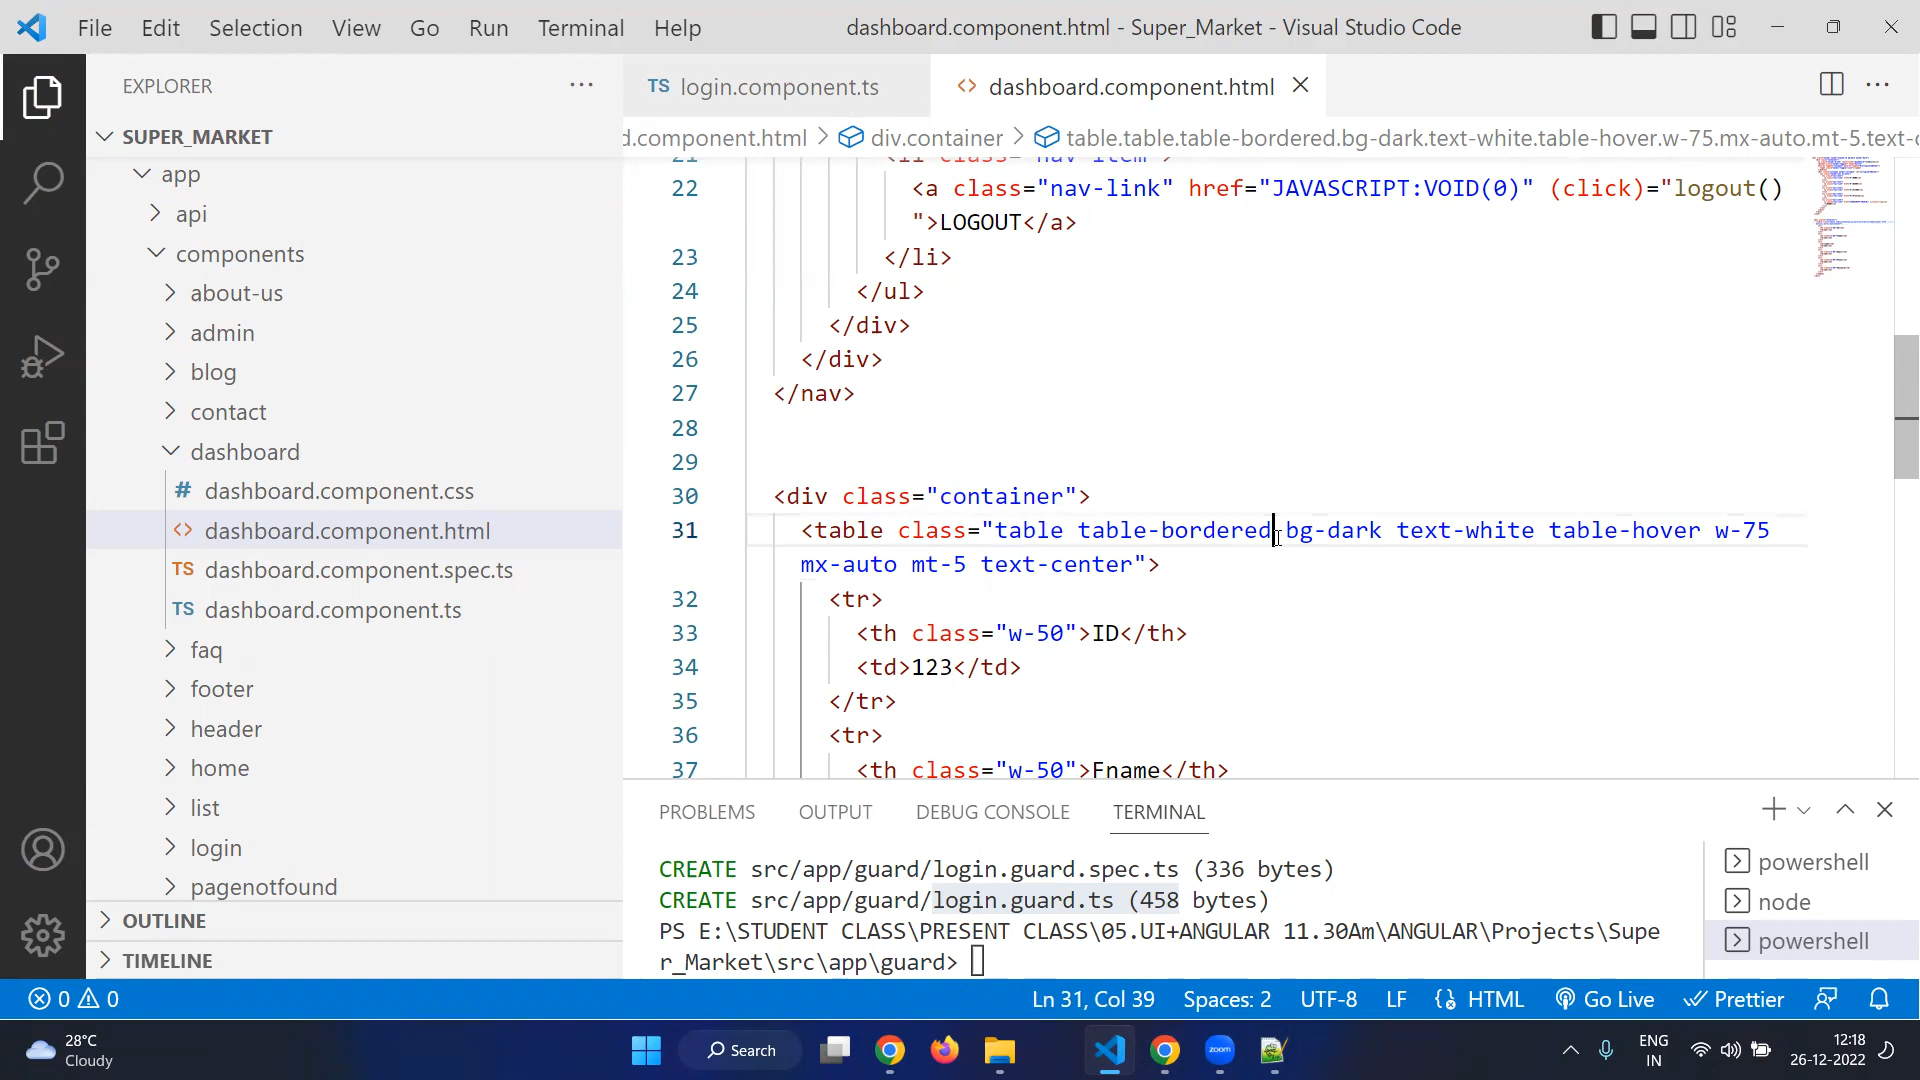 File Edit Selection View Go Run Terminal Help
dashboard.component.html - Super_Market - Visual Studio Code
EXPLORER
SUPER_MARKET
app
api
components
about-us
admin
blog
contact
dashboard
# dashboard.component.css
<> dashboard.component.html
TS dashboard.component.spec.ts
TS dashboard.component.ts
faq
footer
header
home
list
login
pagenotfound
OUTLINE
TIMELINE
TS login.component.ts
<> dashboard.component.html
d.component.html > div.container > table.table.table-bordered.bg-dark.text-white.table-hover.w-75.mx-auto.mt-5.text-c
21 <li class="nav-item">
22 <a class="nav-link" href="JAVASCRIPT:VOID(0)" (click)="logout()
">LOGOUT</a>
23 </li>
24 </ul>
25 </div>
26 </div>
27 </nav>
28
29
30 <div class="container">
31 <table class="table table-bordered bg-dark text-white table-hover w-75
mx-auto mt-5 text-center">
32 <tr>
33 <th class="w-50">ID</th>
34 <td>123</td>
35 </tr>
36 <tr>
37 <th class="w-50">Fname</th>
PROBLEMS OUTPUT DEBUG CONSOLE TERMINAL
CREATE src/app/guard/login.guard.spec.ts (336 bytes)
CREATE src/app/guard/login.guard.ts (458 bytes)
PS E:\STUDENT CLASS\PRESENT CLASS\05.UI+ANGULAR 11.30Am\ANGULAR\Projects\Supe
r_Market\src\app\guard>
powershell
node
powershell
0 0
Ln 31, Col 39 Spaces: 2 UTF-8 LF HTML Go Live Prettier
28°C
Cloudy
Search
zoom
ENG
IN
12:18
26-12-2022